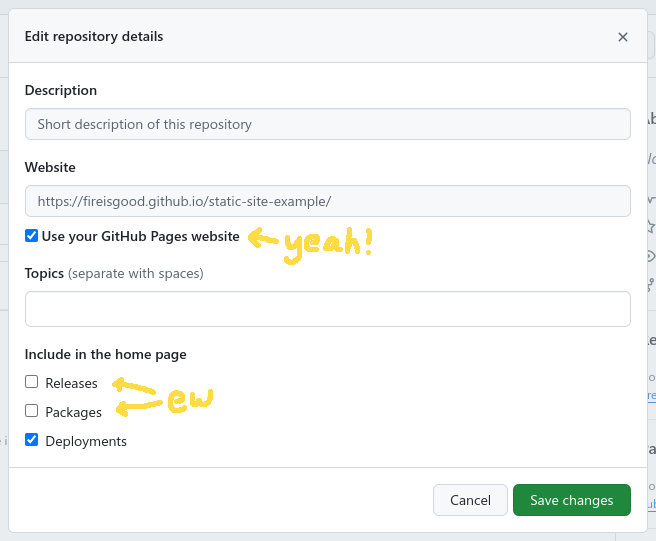 Edit repository details
Description
Short description of this repository
Website
https://fireisgood.github.io/static-site-example/
Use your GitHub Pages website
yeah!
Topics (separate with spaces)
Include in the home page
Releases
ew
Packages
Deployments
Cancel
Save changes